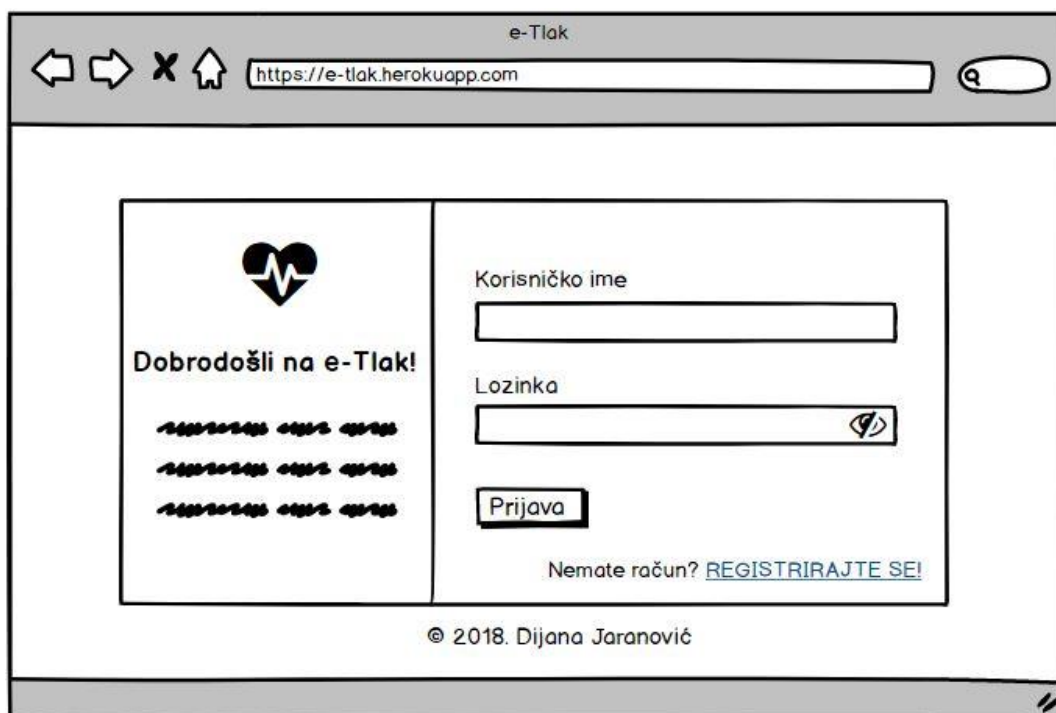 e-Tlak
https://e-tlak.herokuapp.com
Dobrodošli na e-Tlak!
Korisničko ime
Lozinka
Prijava
Nemate račun? REGISTRIRAJTE SE!
© 2018. Dijana Jaranović